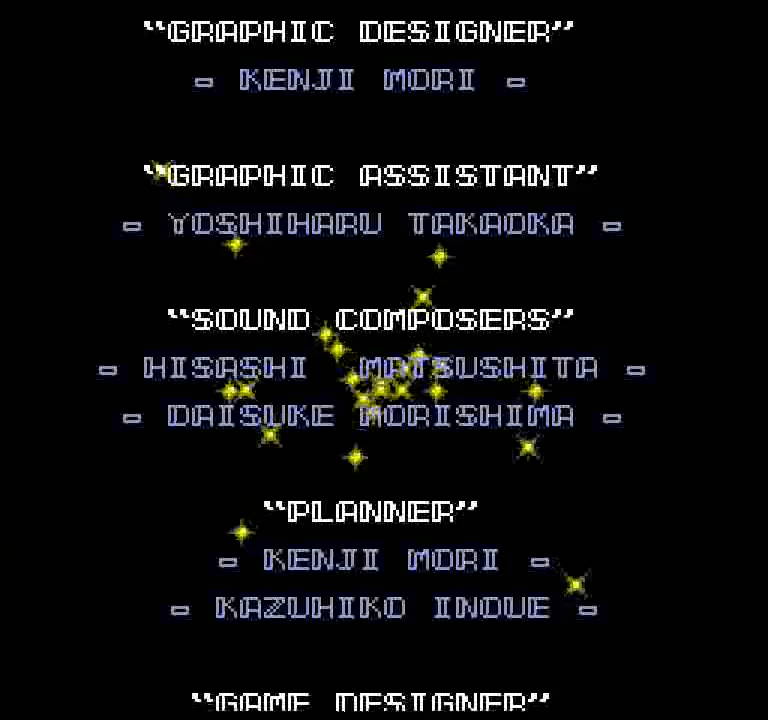 “GRAPHIC DESIGNER”
- KENJI MORI -
“GRAPHIC ASSISTANT”
- YOSHIHARU TAKAOKA -
“SOUND COMPOSERS”
- HISASHI MATSUSHITA -
- DAISUKE MORISHIMA -
“PLANNER”
- KENJI MORI -
- KAZUHIKO INOUE -
“GAME DESIGNER”